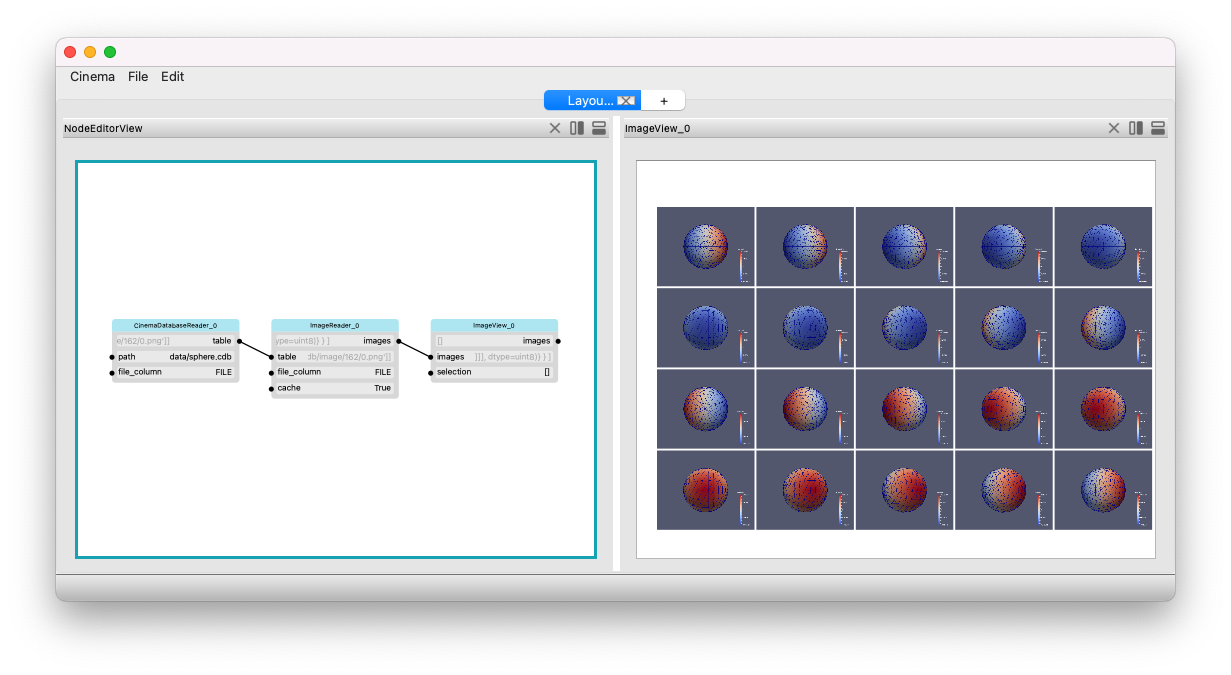 Cinema File Edit
Layou... +
NodeEditorView
ImageView_0
CinemaDatabaseReader_0
e/162/0.png']] table
path data/sphere.cdb
file_column FILE
ImageReader_0
ype=uint8)} } ] images
table db/image/162/0.png']]
file_column FILE
cache True
ImageView_0
[] images
images ]]], dtype=uint8)} } ]
selection []